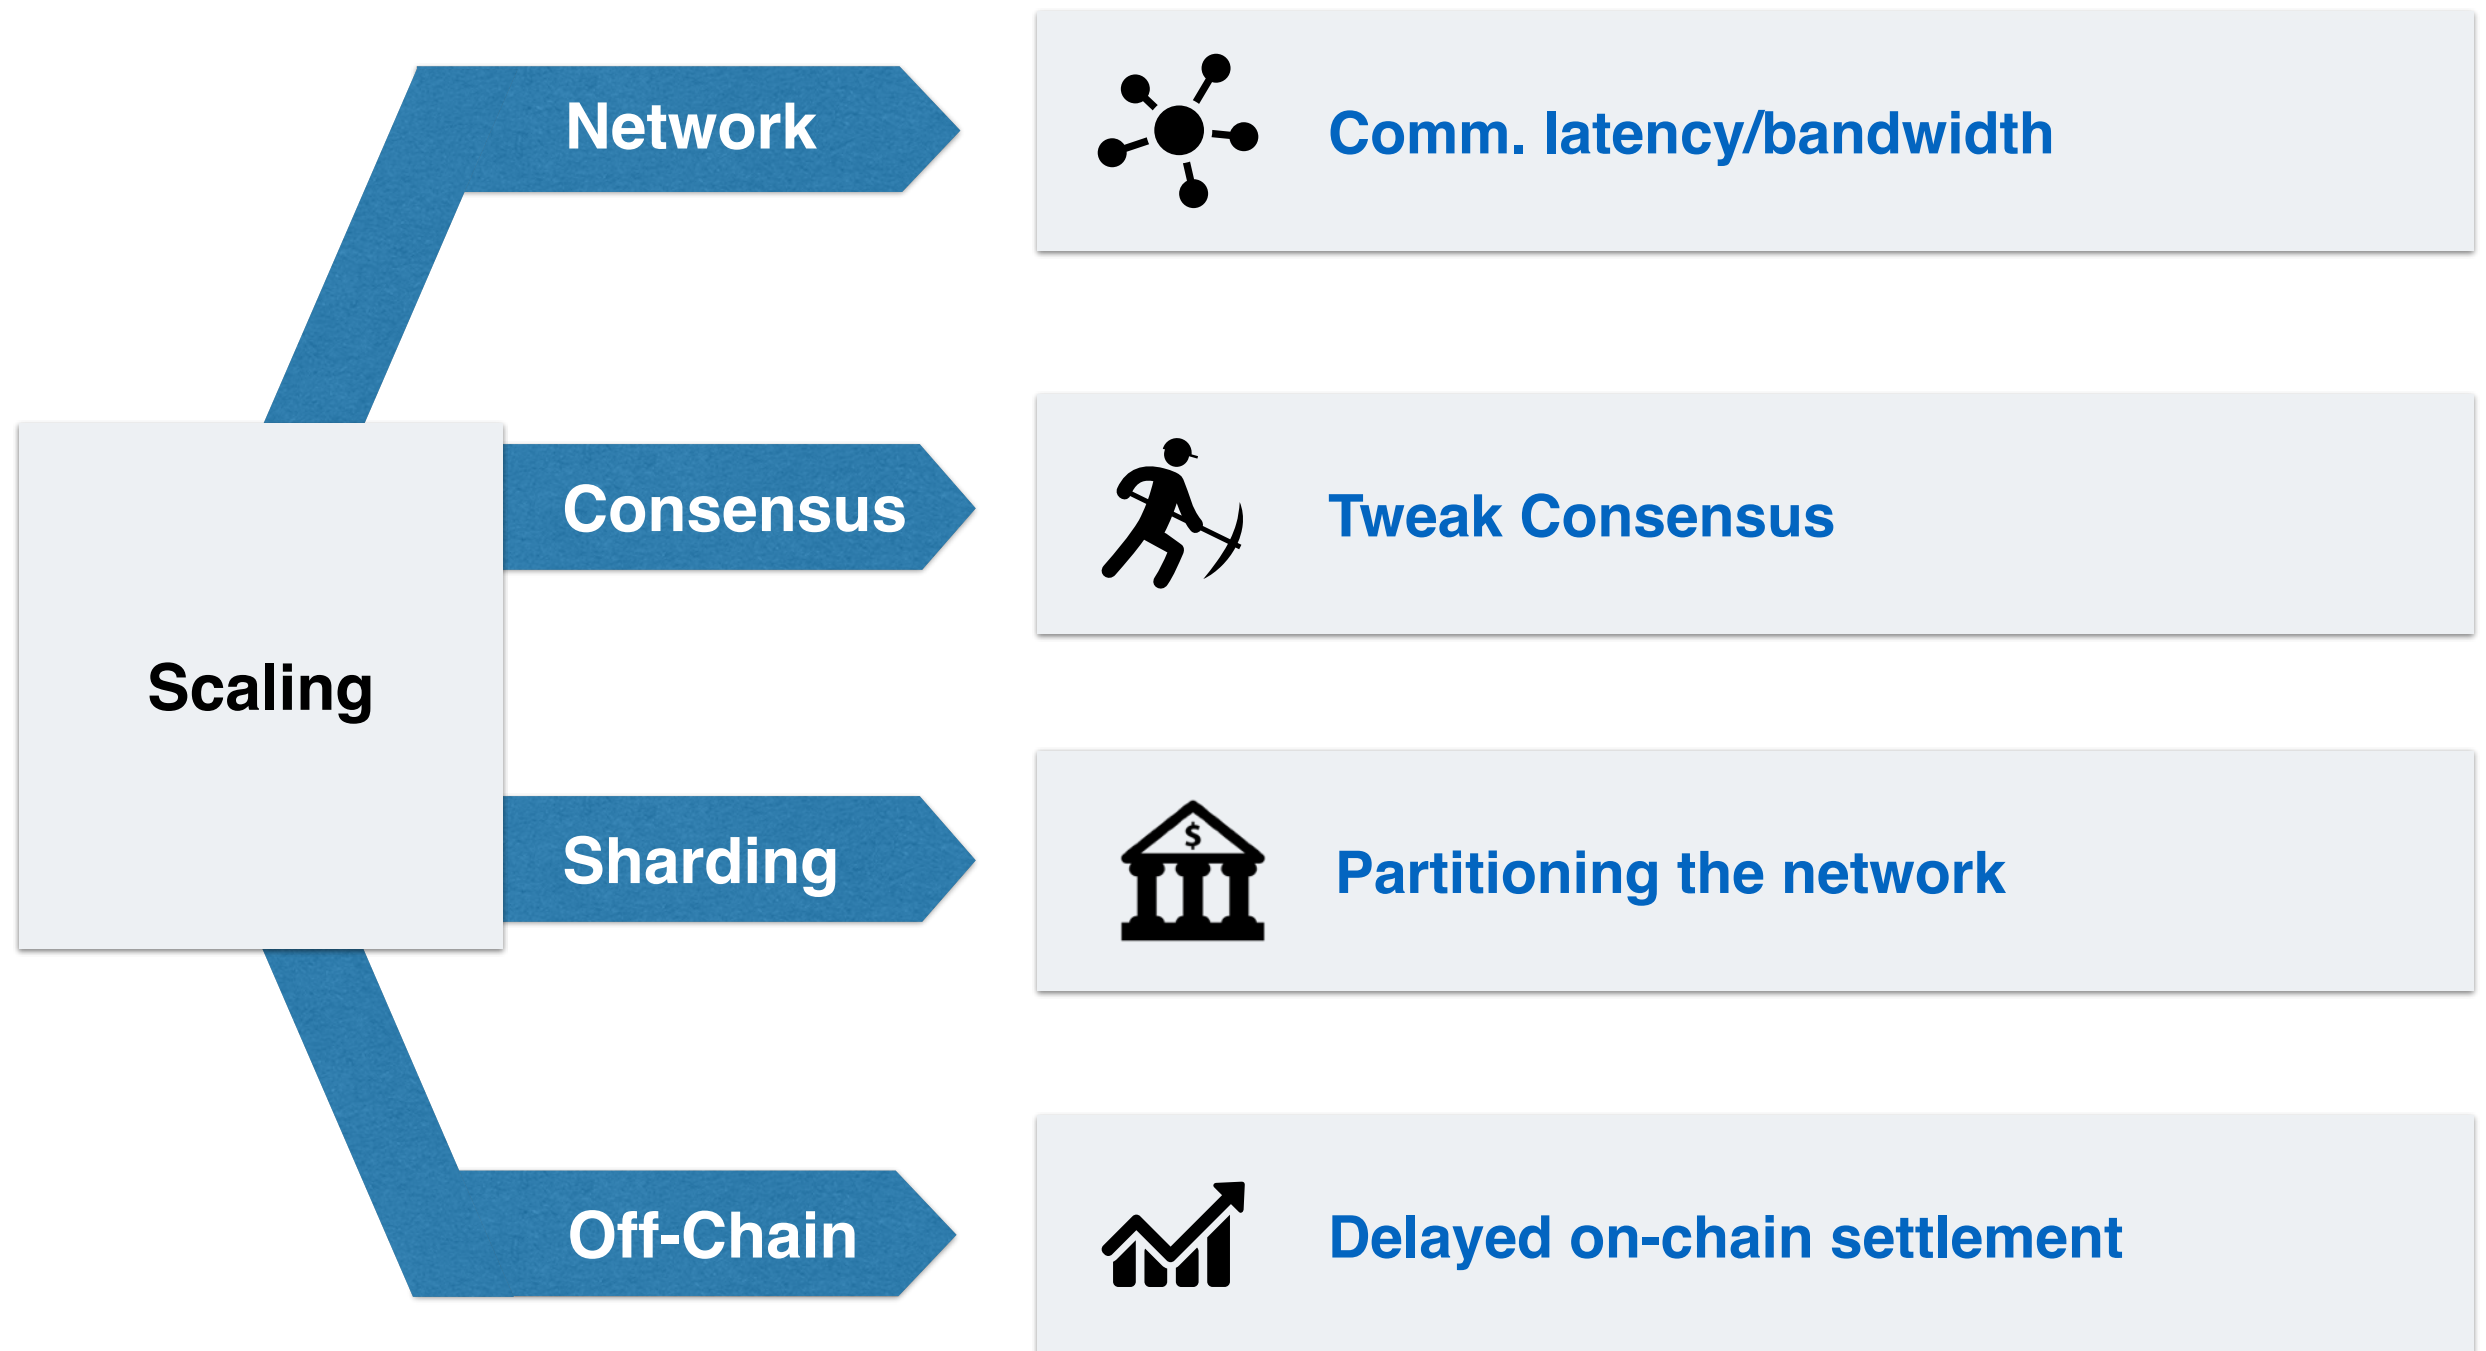 Network
Comm. latency/bandwidth
Consensus
Tweak Consensus
Scaling
Sharding
$
Partitioning the network
Off-Chain
Delayed on-chain settlement